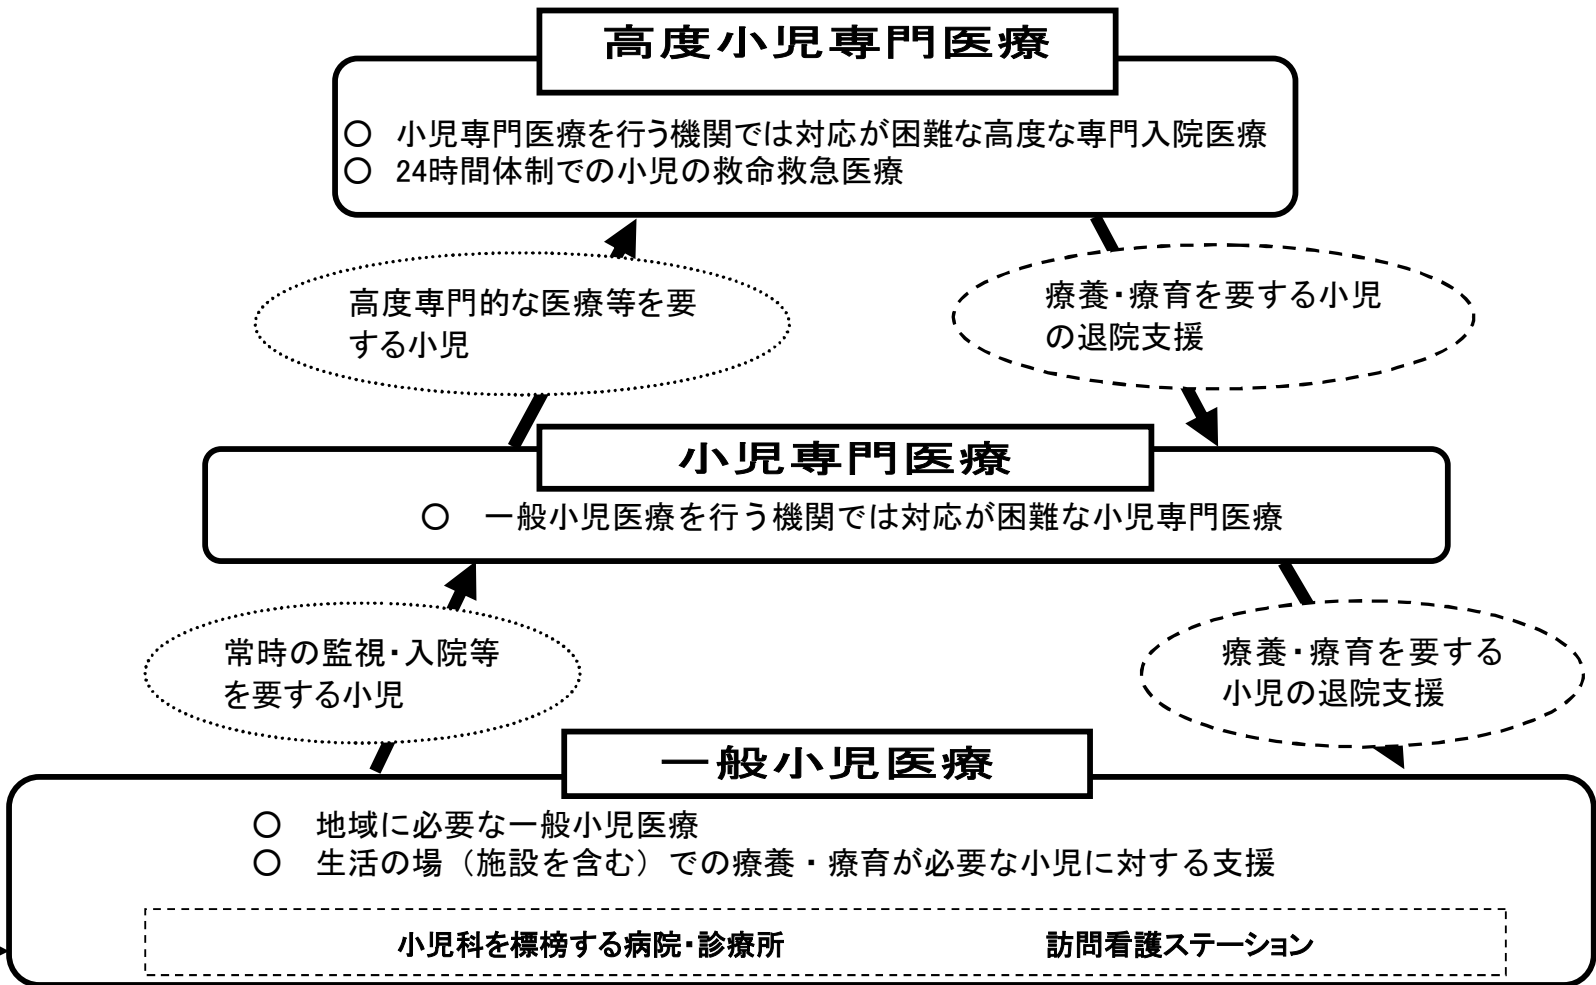 高度小児専門医療
○　小児専門医療を行う機関では対応が困難な高度な専門入院医療
○　24時間体制での小児の救命救急医療
高度専門的な医療等を要
する小児
療養・療育を要する小児
の退院支援
小児専門医療
○　一般小児医療を行う機関では対応が困難な小児専門医療
常時の監視・入院等
を要する小児
療養・療育を要する
小児の退院支援
一般小児医療
○　地域に必要な一般小児医療
○　生活の場（施設を含む）での療養・療育が必要な小児に対する支援
小児科を標榜する病院・診療所　訪問看護ステーション